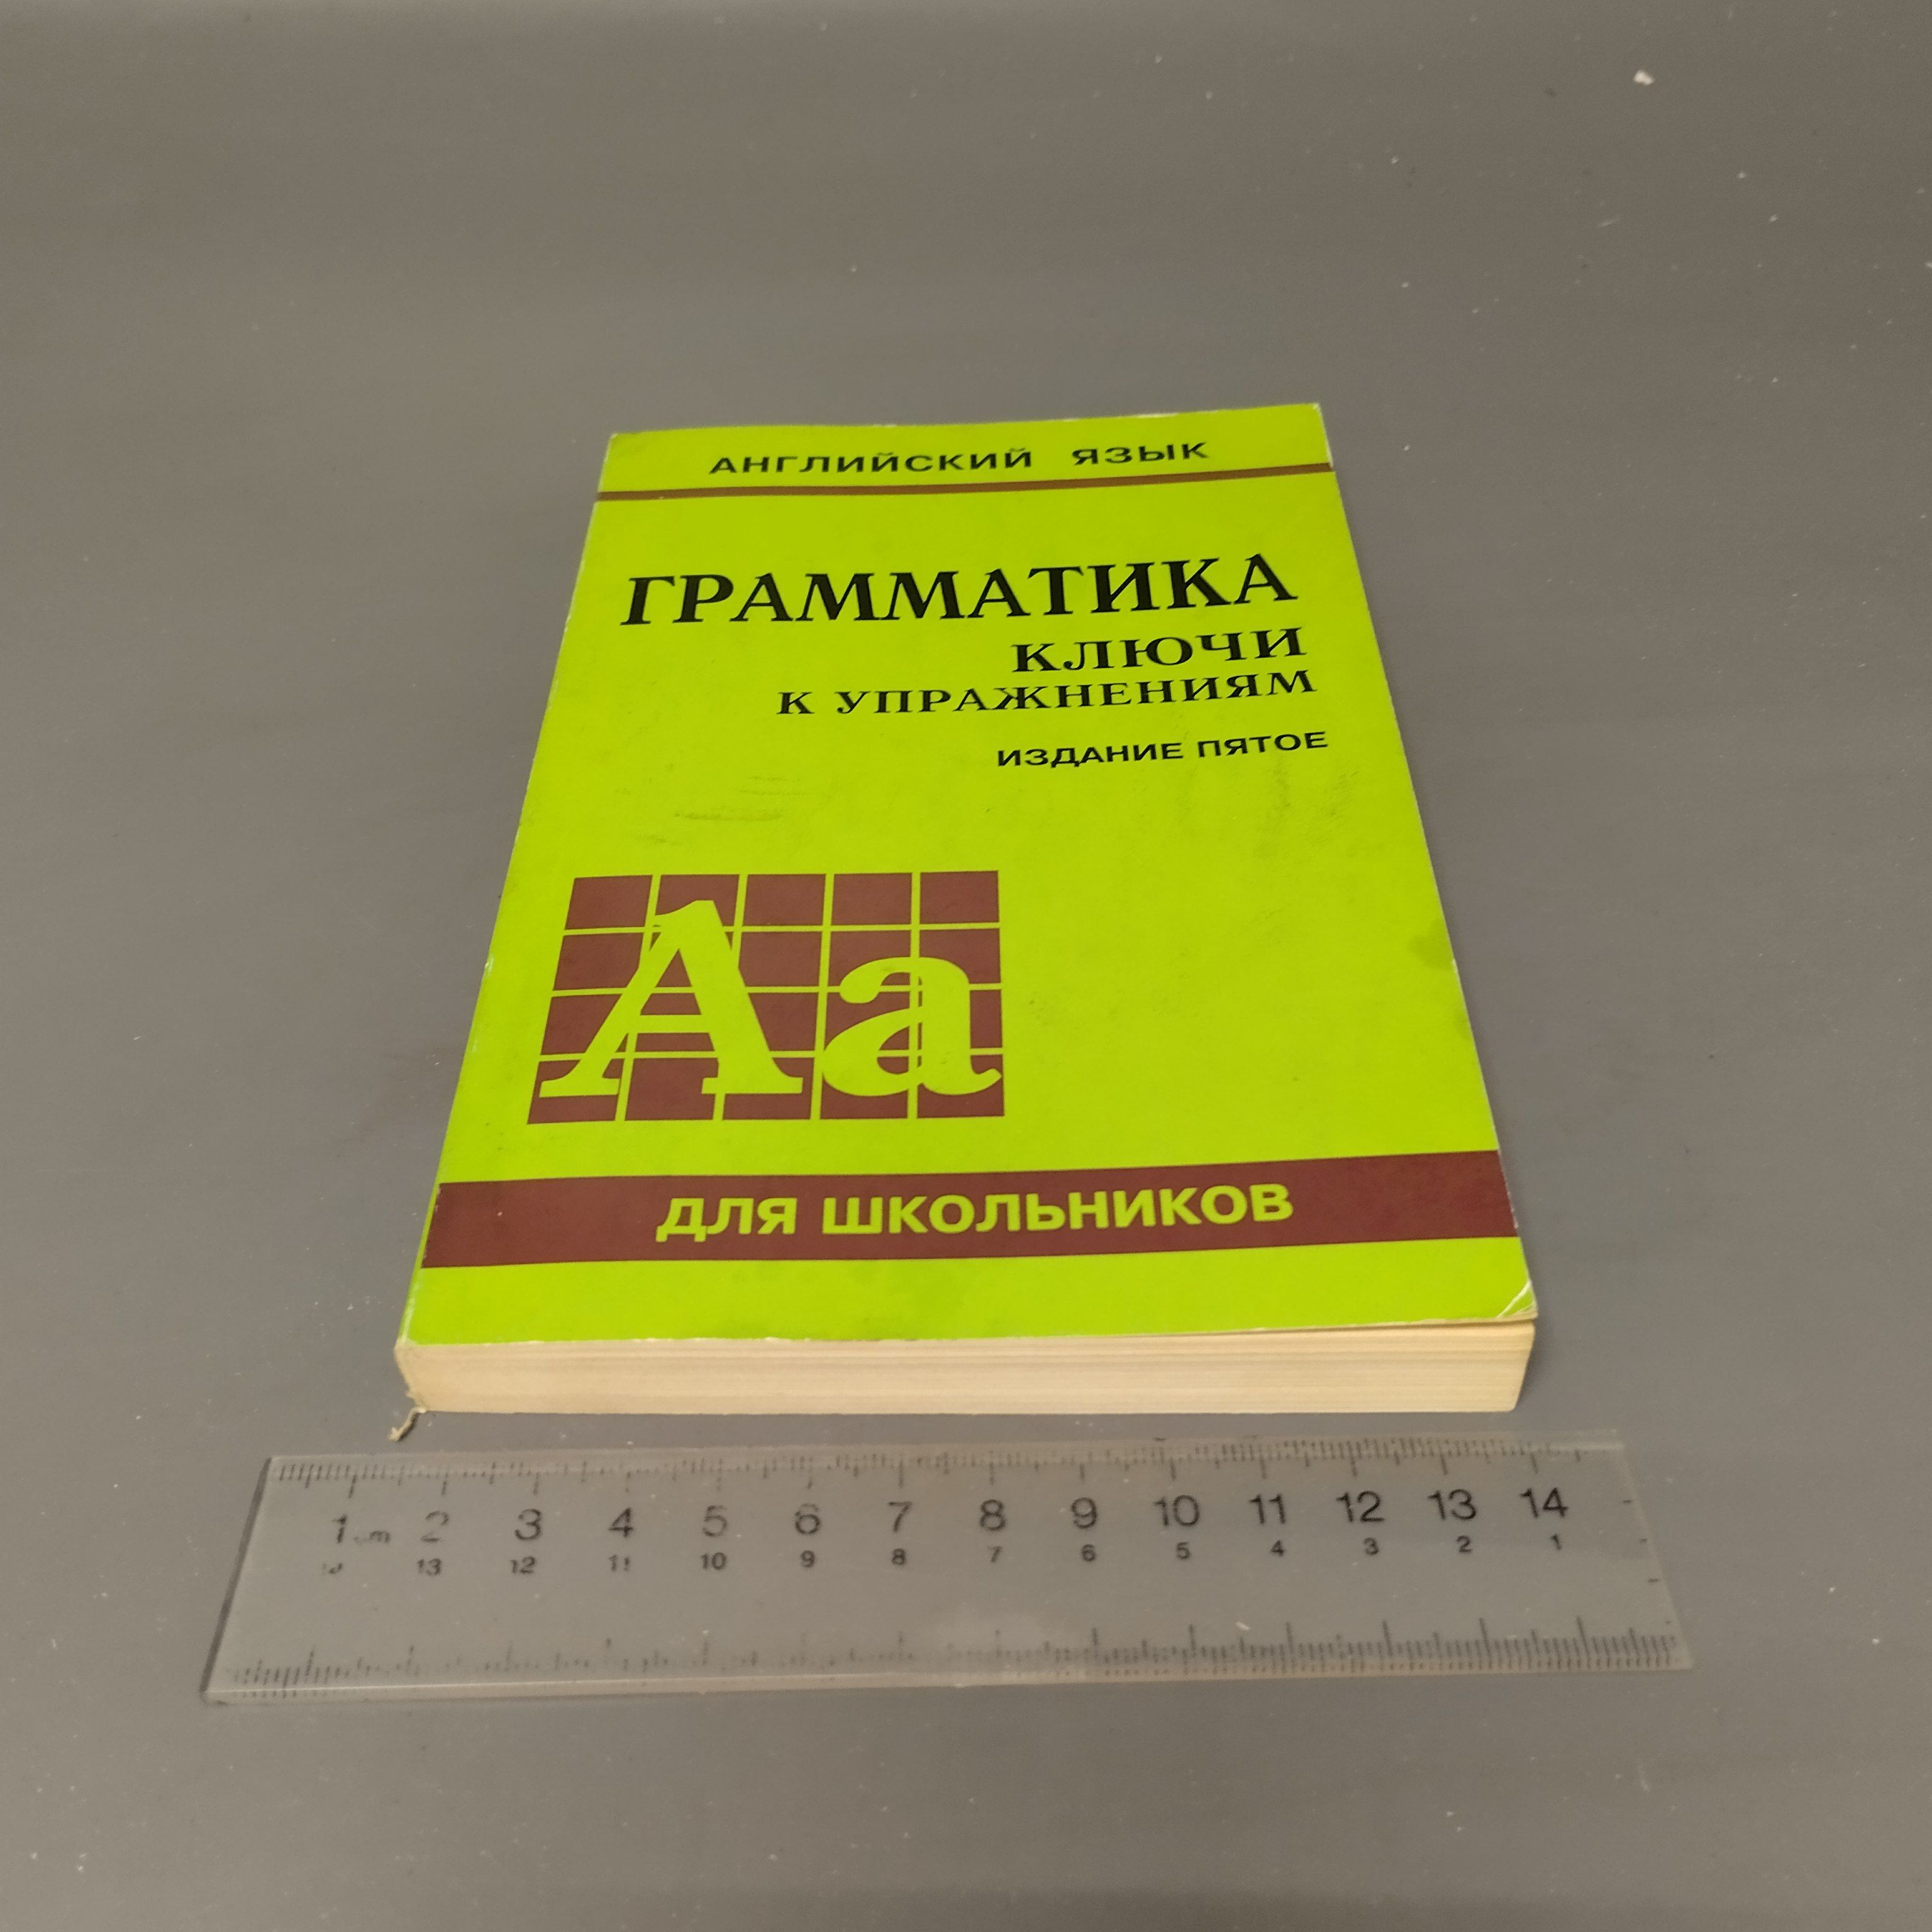 АНГЛИЙСКИЙ ЯЗЫК
ГРАММАТИКА
КЛЮЧИ
К УПРАЖНЕНИЯМ
ИЗДАНИЕ ПЯТОЕ
Aa
ДЛЯ ШКОЛЬНИКОВ
1 cm 2 3 4 5 6 7 8 9 10 11 12 13 14
13 12 11 10 9 8 7 6 5 4 3 2 1